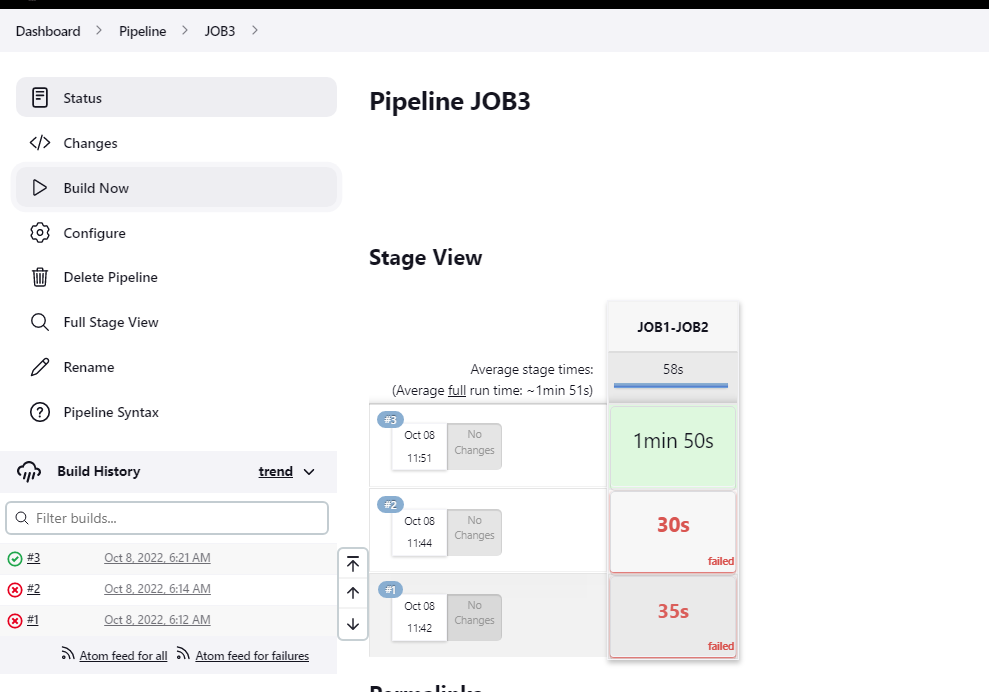 Dashboard > Pipeline > JOB3 >
Status
Changes
Build Now
Configure
Delete Pipeline
Full Stage View
Rename
Pipeline Syntax
Build History
trend
Filter builds...
#3 Oct 8, 2022, 6:21 AM
#2 Oct 8, 2022, 6:14 AM
#1 Oct 8, 2022, 6:12 AM
Atom feed for all Atom feed for failures
Pipeline JOB3
Stage View
JOB1-JOB2
Average stage times:
58s
(Average full run time: ~1min 51s)
#3
Oct 08
11:51
No
Changes
1min 50s
#2
Oct 08
11:44
No
Changes
30s
failed
#1
Oct 08
11:42
No
Changes
35s
failed
Permalinks